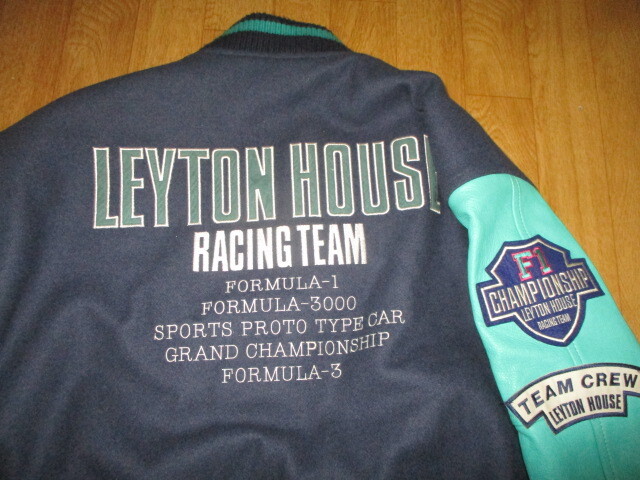 LEYTON HOUSE
RACING TEAM
FORMULA-1
FORMULA-3000
SPORTS PROTO TYPE CAR
GRAND CHAMPIONSHIP
FORMULA-3
F1
CHAMPIONSHIP
LEYTON HOUSE
RACING TEAM
TEAM CREW
LEYTON HOUSE